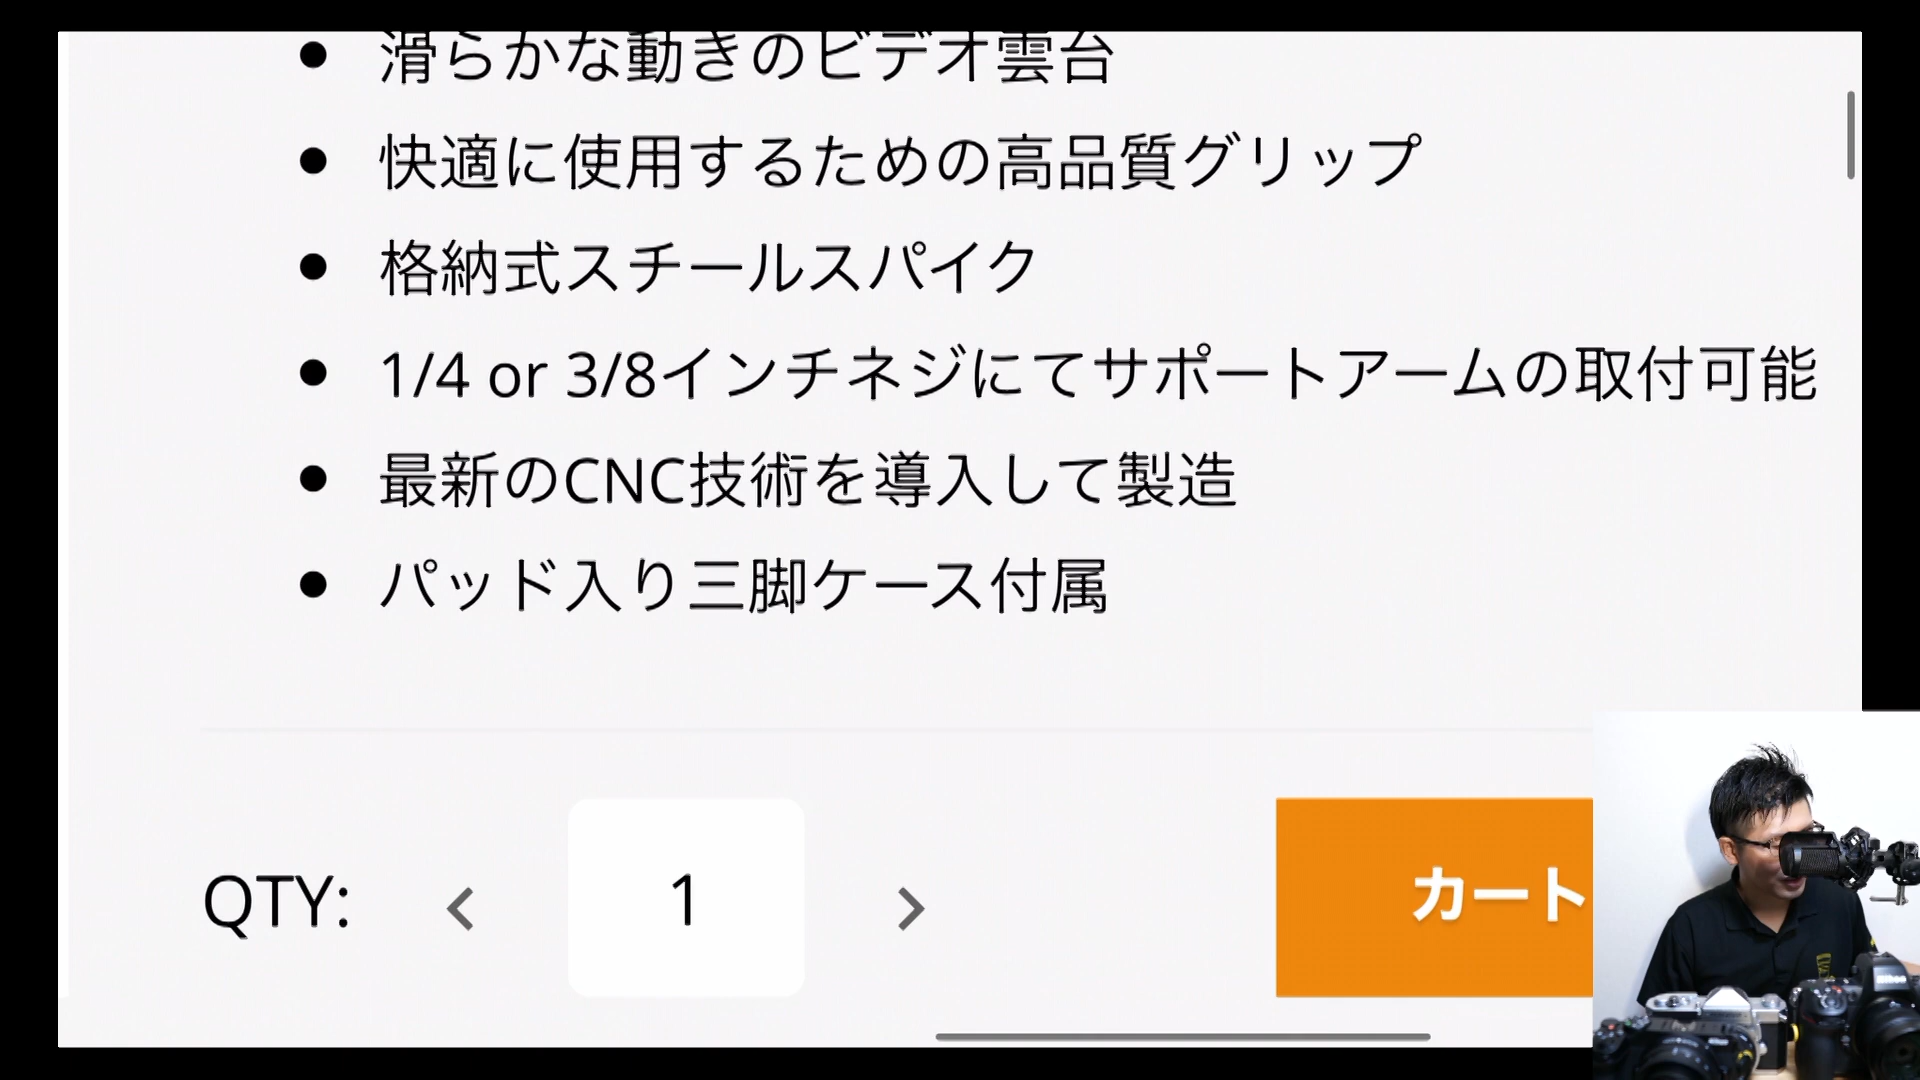 ● 滑らかな動きのビデオ雲台
● 快適に使用するための高品質グリップ
● 格納式スチールスパイク
● 1/4 or 3/8インチネジにてサポートアームの取付可能
● 最新のCNC技術を導入して製造
● パッド入り三脚ケース付属
QTY: < 1 > カート
Nikon